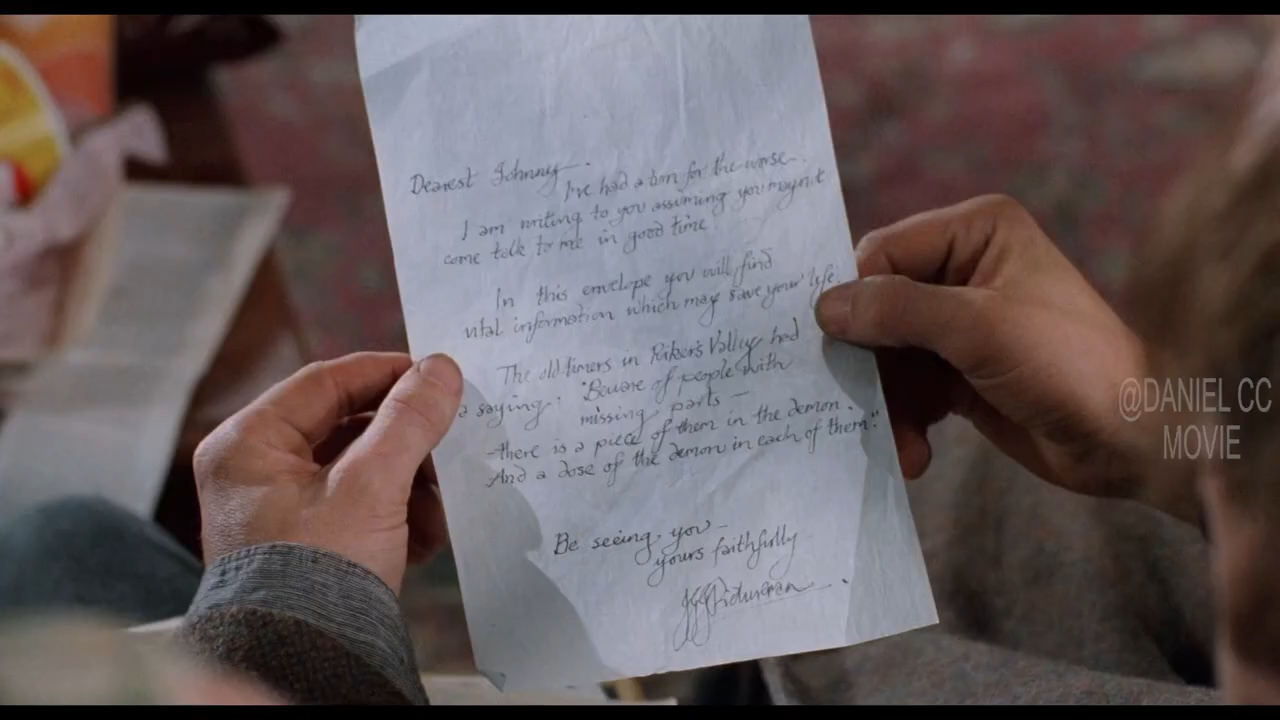 Dearest Johnny.
I've had a turn for the worse.
I am writing to you assuming you mayn't
come talk to me in good time.
In this envelope you will find
vital information which may save your life.
The old-timers in Riker's Valley had
a saying: "Beware of people with
missing parts —
there is a piece of them in the demon.
And a dose of the demon in each of them".
Be seeing you —
yours faithfully
@DANIEL CC
MOVIE